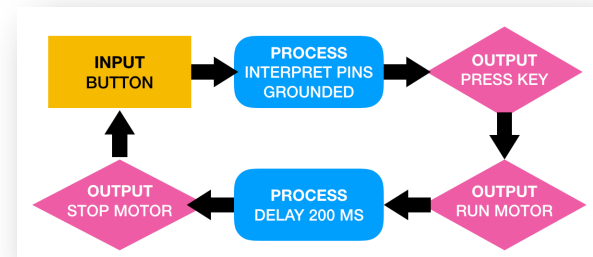 INPUT
BUTTON
PROCESS
INTERPRET PINS
GROUNDED
OUTPUT
PRESS KEY
OUTPUT
RUN MOTOR
PROCESS
DELAY 200 MS
OUTPUT
STOP MOTOR